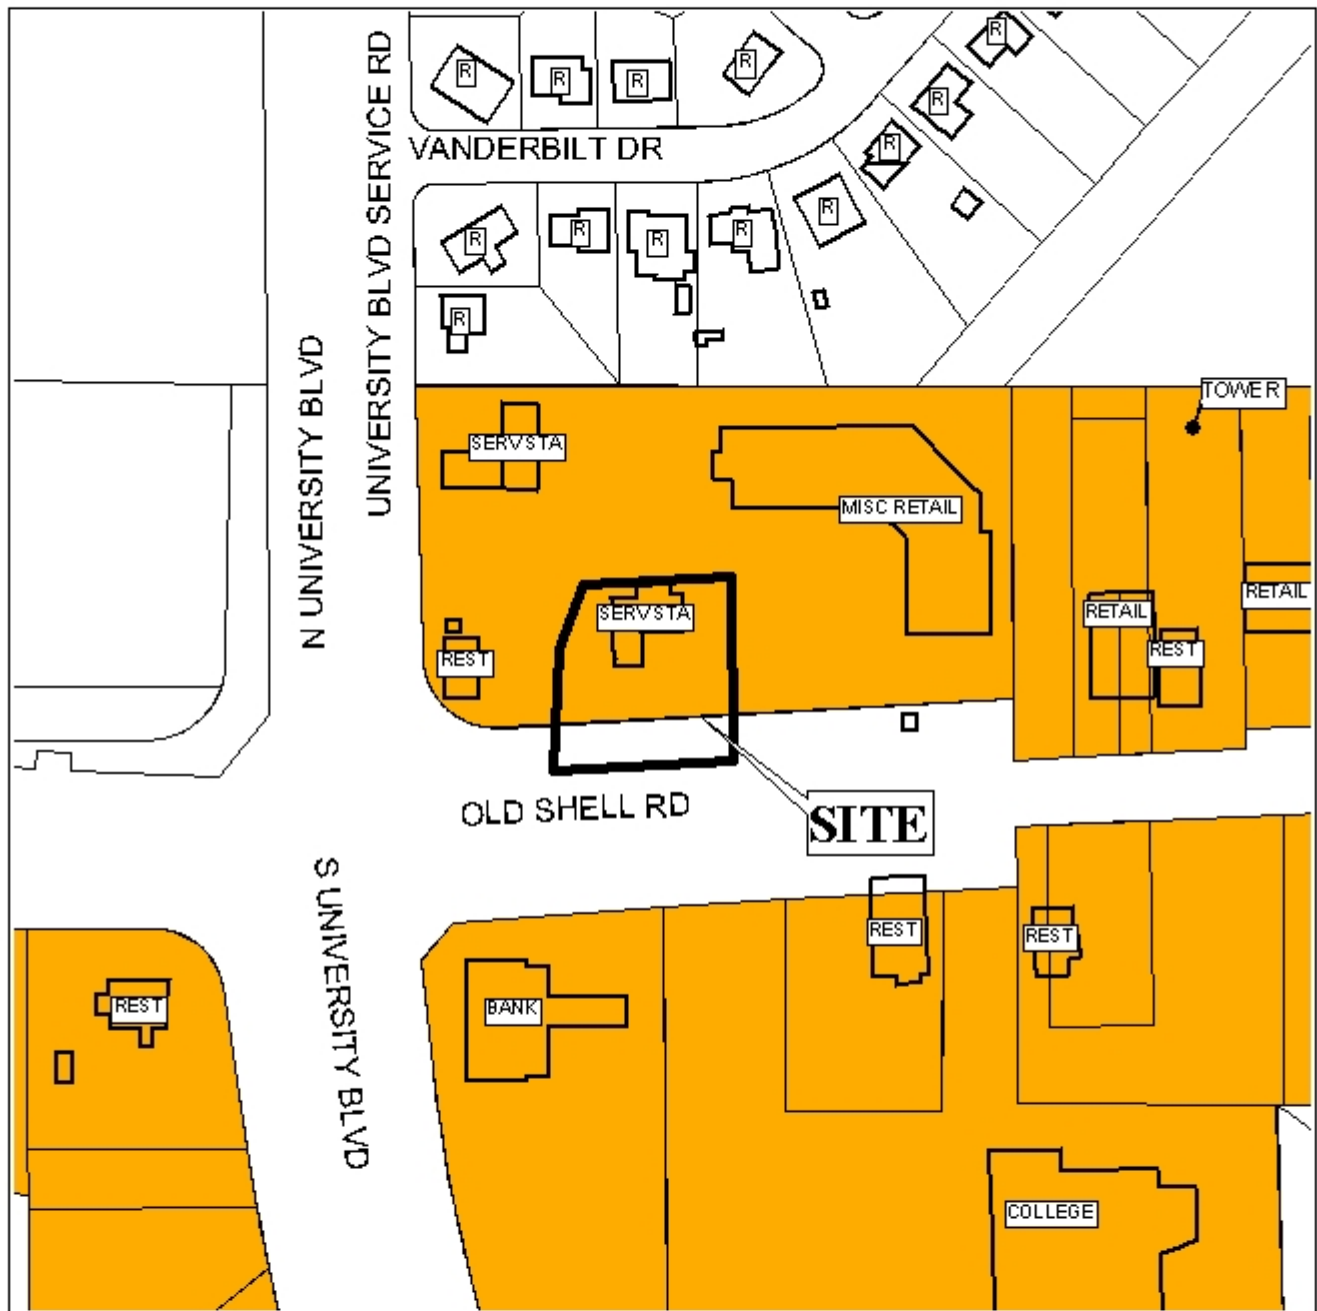 R
R
R
R
R
R
R
VANDERBILT DR
UNIVERSITY BLVD SERVICE RD
R
R
R
R
R
R
N UNIVERSITY BLVD
TOWER
SERVSTA
MISC RETAIL
SERVSTA
RETAIL
RETAIL
REST
REST
OLD SHELL RD
SITE
S UNIVERSITY BLVD
REST
REST
REST
BANK
COLLEGE